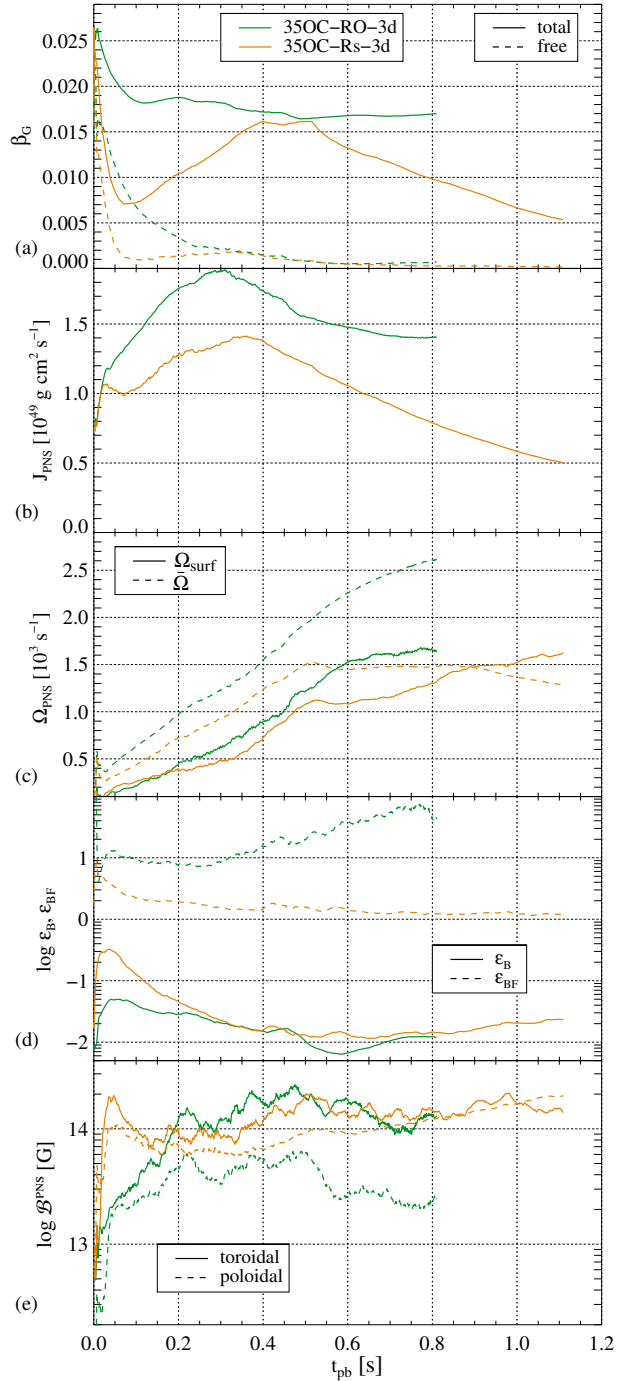 35OC−RO−3d
35OC−Rs−3d
total
free
0.025
0.020
0.015
0.010
0.005
0.000
β_G
(a)
1.5
1.0
0.5
0.0
J_PNS [10^49 g cm^2 s^−1]
(b)
Ω_surf
Ω̄
2.5
2.0
1.5
1.0
0.5
Ω_PNS [10^3 s^−1]
(c)
1
0
−1
−2
log ε_B, ε_BF
ε_B
ε_BF
(d)
14
13
log 𝓑^PNS [G]
toroidal
poloidal
(e)
0.0 0.2 0.4 0.6 0.8 1.0 1.2
t_pb [s]